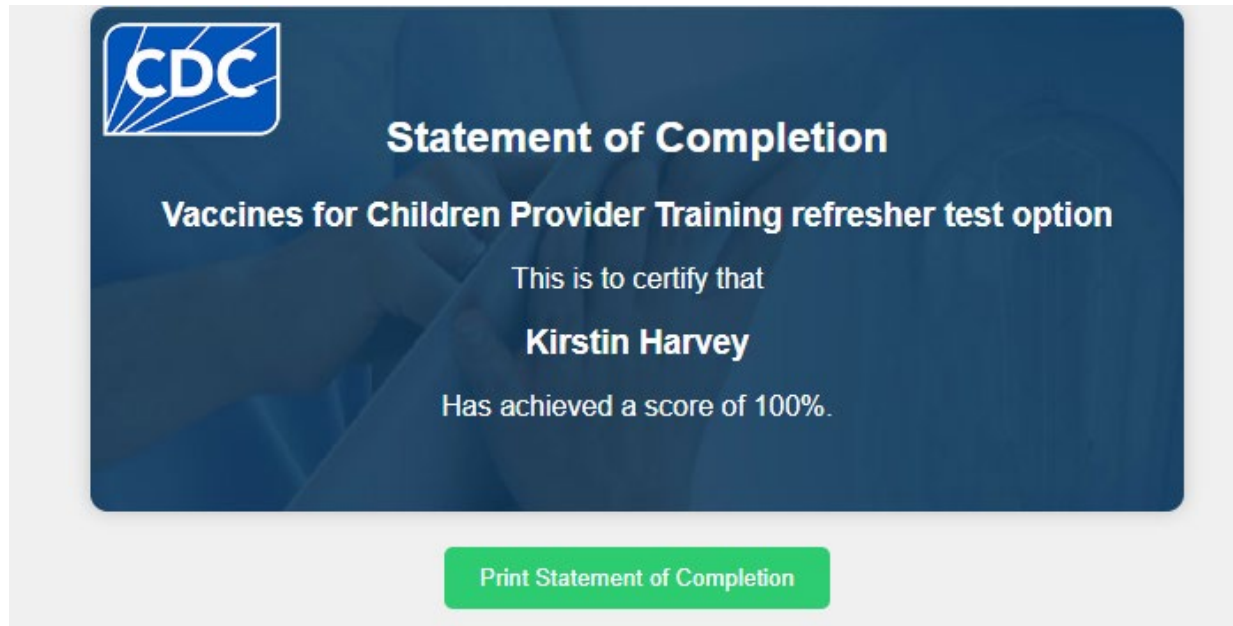 CDC
Statement of Completion
Vaccines for Children Provider Training refresher test option
This is to certify that
Kirstin Harvey
Has achieved a score of 100%.
Print Statement of Completion